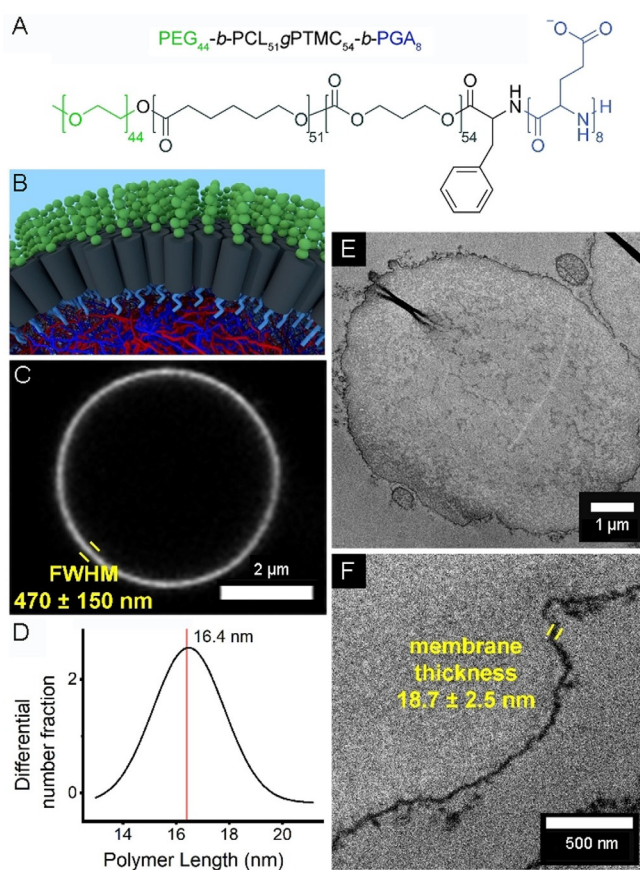 A
PEG44-b-PCL51gPTMC54-b-PGA8
O
O
O
O
O
O
O
O
O
N
H
O
N
H
H
O
O−
44
51
54
8
B
C
FWHM
470 ± 150 nm
2 µm
D
16.4 nm
Differential
number fraction
2
0
14
16
18
20
Polymer Length (nm)
E
1 µm
F
membrane
thickness
18.7 ± 2.5 nm
500 nm